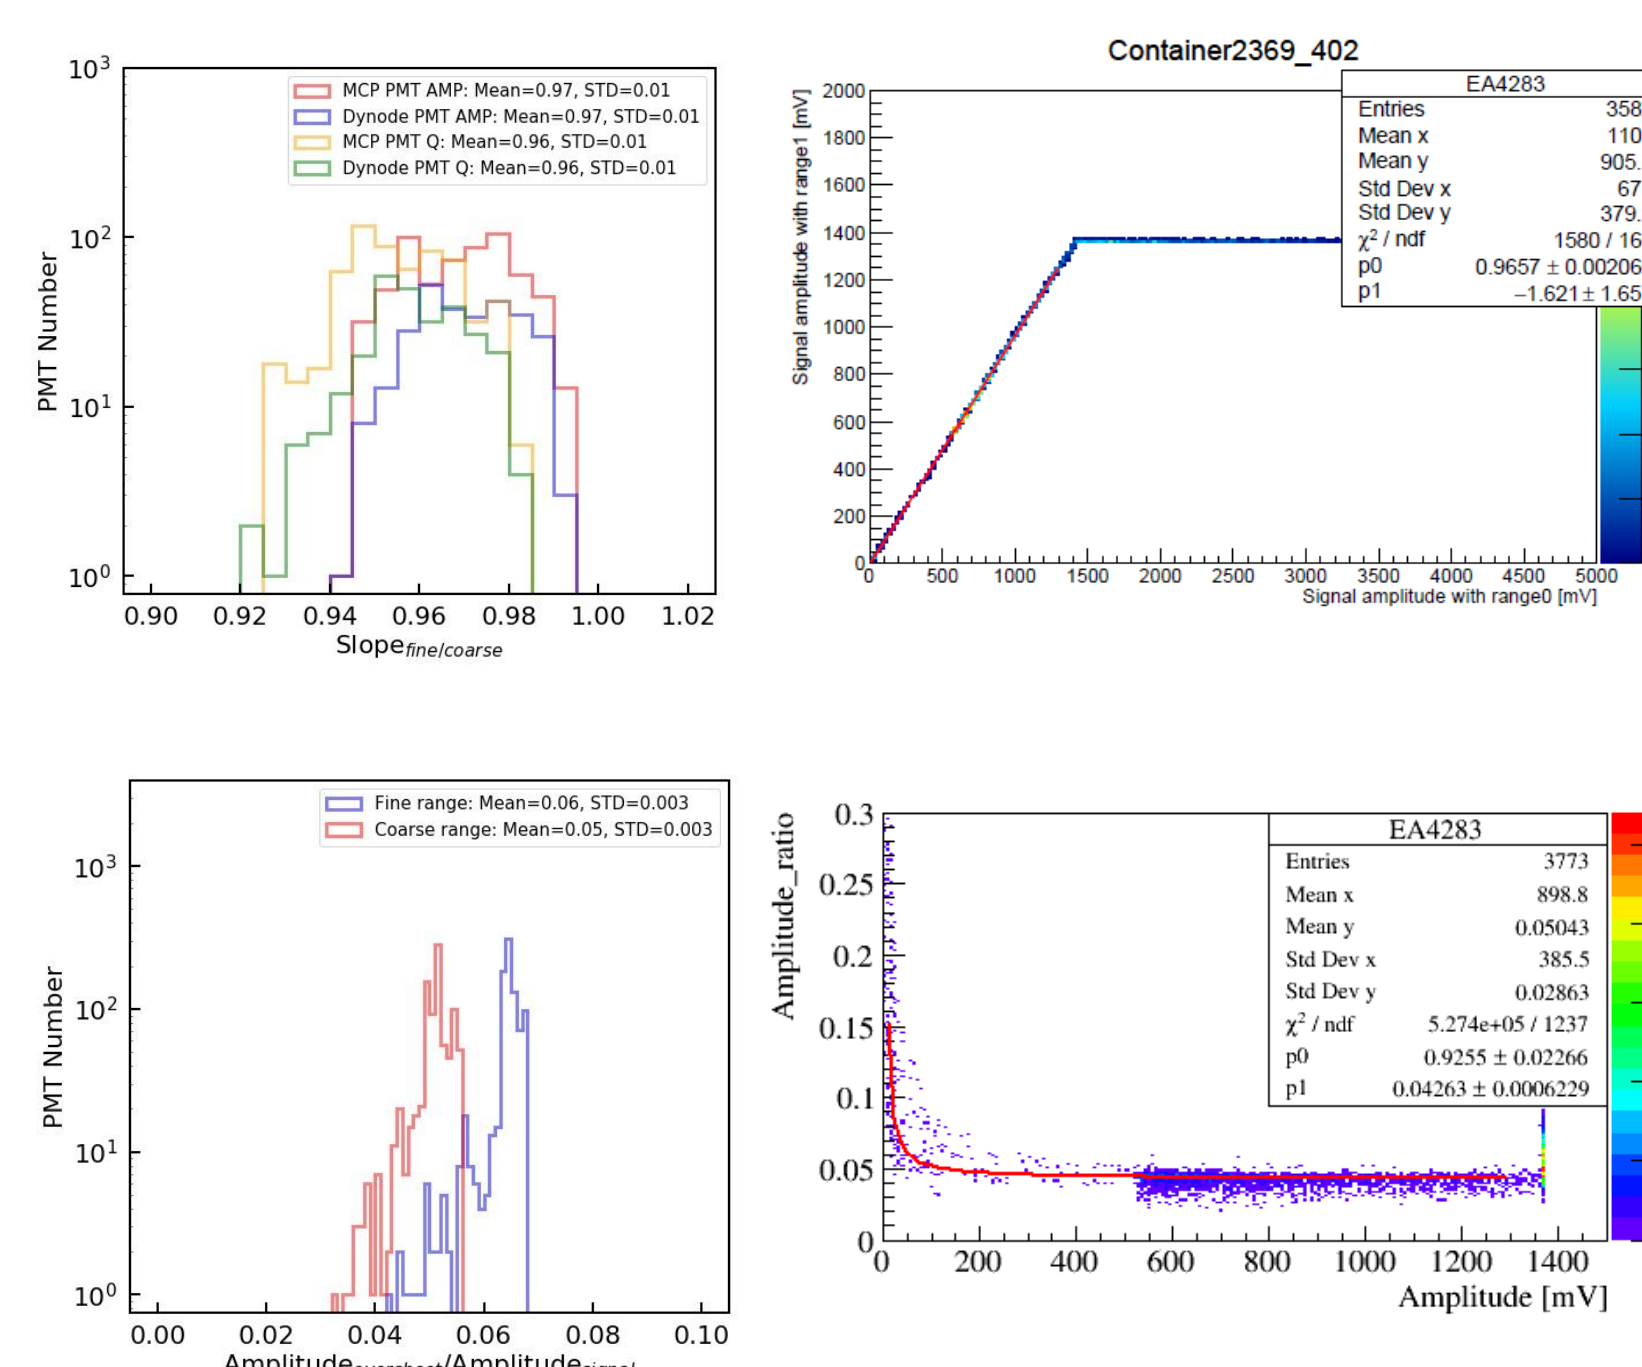 10³
10²
10¹
10⁰
PMT Number
MCP PMT AMP: Mean=0.97, STD=0.01
Dynode PMT AMP: Mean=0.97, STD=0.01
MCP PMT Q: Mean=0.96, STD=0.01
Dynode PMT Q: Mean=0.96, STD=0.01
0.90 0.92 0.94 0.96 0.98 1.00 1.02
Slope fine/coarse
Container2369_402
Signal amplitude with range1 [mV]
2000
1800
1600
1400
1200
1000
800
600
400
200
0
EA4283
Entries 358
Mean x 110
Mean y 905.
Std Dev x 67
Std Dev y 379.
χ² / ndf 1580 / 16
p0 0.9657 ± 0.00206
p1 −1.621 ± 1.65
0 500 1000 1500 2000 2500 3000 3500 4000 4500 5000
Signal amplitude with range0 [mV]
PMT Number
10³
10²
10¹
10⁰
Fine range: Mean=0.06, STD=0.003
Coarse range: Mean=0.05, STD=0.003
0.00 0.02 0.04 0.06 0.08 0.10
Amplitude overshoot/Amplitude signal
Amplitude_ratio
0.3
0.25
0.2
0.15
0.1
0.05
0
EA4283
Entries 3773
Mean x 898.8
Mean y 0.05043
Std Dev x 385.5
Std Dev y 0.02863
χ² / ndf 5.274e+05 / 1237
p0 0.9255 ± 0.02266
p1 0.04263 ± 0.0006229
0 200 400 600 800 1000 1200 1400
Amplitude [mV]